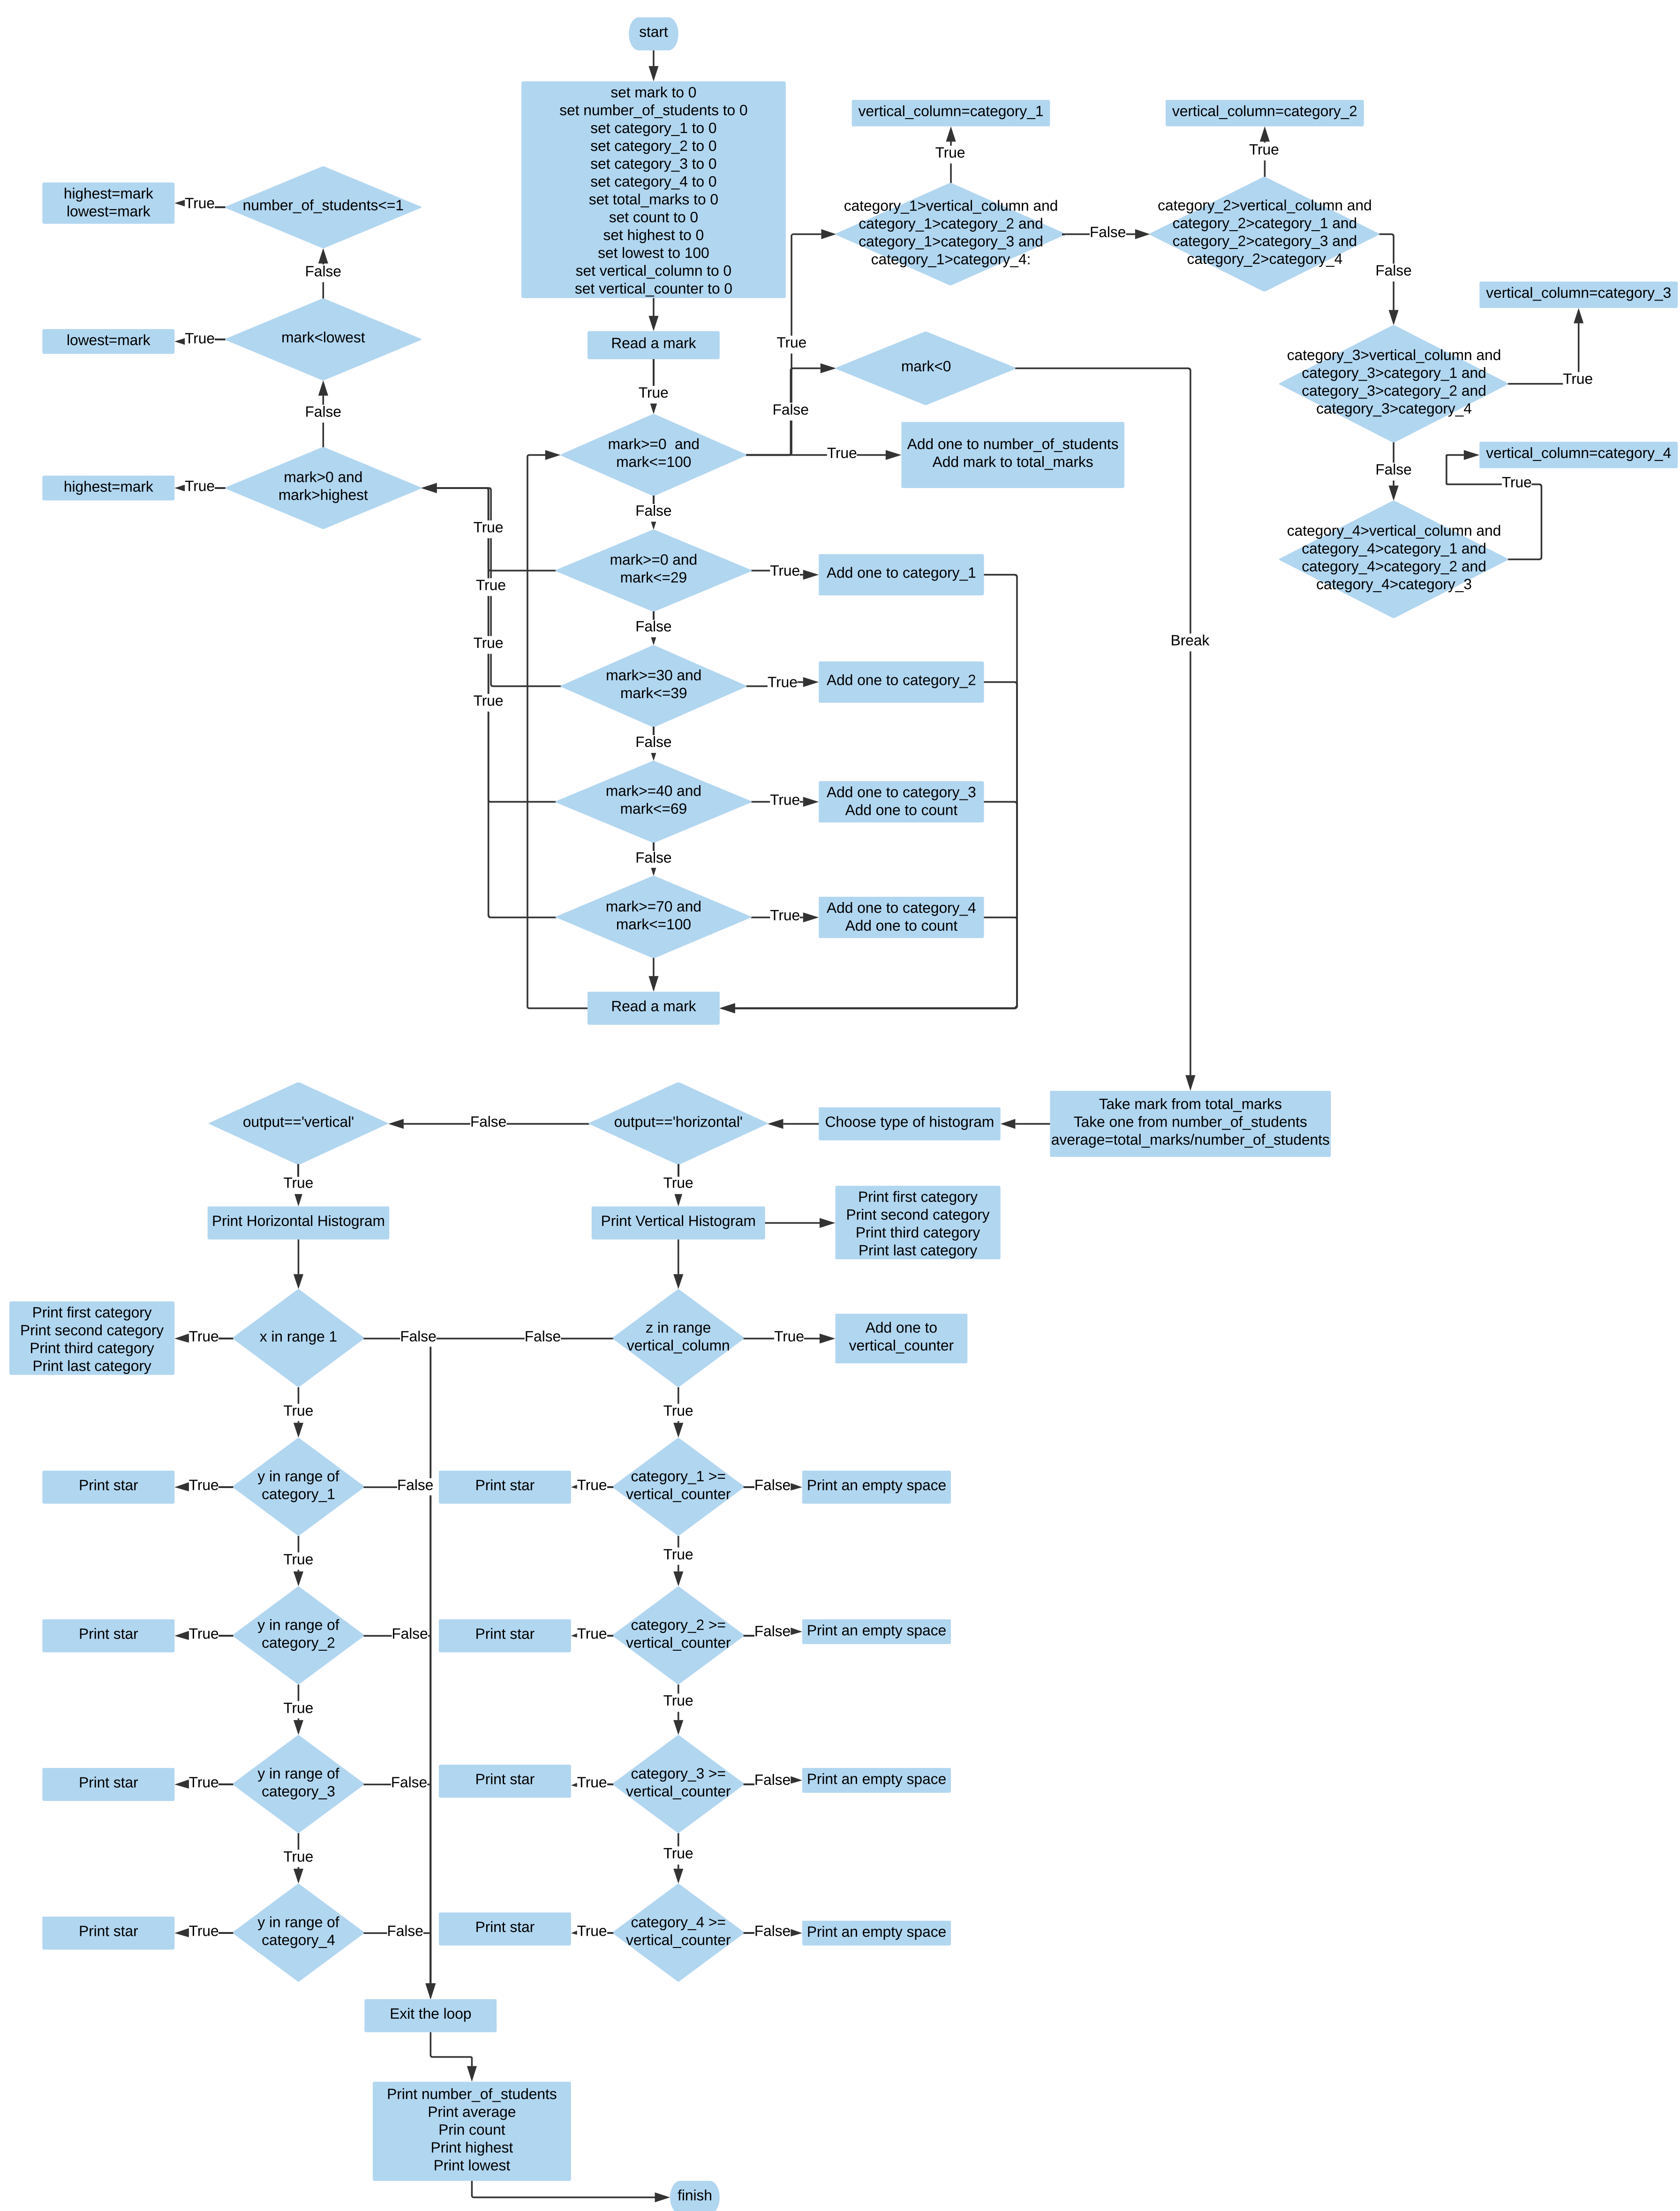 start
set mark to 0
set number_of_students to 0
set category_1 to 0
set category_2 to 0
set category_3 to 0
set category_4 to 0
set total_marks to 0
set count to 0
set highest to 0
set lowest to 100
set vertical_column to 0
set vertical_counter to 0
vertical_column=category_1
True
category_1>vertical_column and
category_1>category_2 and
category_1>category_3 and
category_1>category_4:
False
vertical_column=category_2
True
category_2>vertical_column and
category_2>category_1 and
category_2>category_3 and
category_2>category_4
False
vertical_column=category_3
category_3>vertical_column and
category_3>category_1 and
category_3>category_2 and
category_3>category_4
True
False
vertical_column=category_4
True
category_4>vertical_column and
category_4>category_1 and
category_4>category_2 and
category_4>category_3
highest=mark
lowest=mark
True
number_of_students<=1
False
lowest=mark
True
mark<lowest
False
highest=mark
True
mark>0 and
mark>highest
Read a mark
True
True
mark<0
False
mark>=0 and
mark<=100
True
Add one to number_of_students
Add mark to total_marks
False
True
mark>=0 and
mark<=29
True
Add one to category_1
True
False
True
mark>=30 and
mark<=39
True
Add one to category_2
True
False
mark>=40 and
mark<=69
True
Add one to category_3
Add one to count
False
mark>=70 and
mark<=100
True
Add one to category_4
Add one to count
Read a mark
Break
Take mark from total_marks
Take one from number_of_students
average=total_marks/number_of_students
Choose type of histogram
output=='horizontal'
False
output=='vertical'
True
True
Print Horizontal Histogram
Print Vertical Histogram
Print first category
Print second category
Print third category
Print last category
Print first category
Print second category
Print third category
Print last category
True
x in range 1
False
False
z in range
vertical_column
True
Add one to
vertical_counter
True
True
Print star
True
y in range of
category_1
False
Print star
True
category_1 >=
vertical_counter
False
Print an empty space
True
True
Print star
True
y in range of
category_2
False
Print star
True
category_2 >=
vertical_counter
False
Print an empty space
True
True
Print star
True
y in range of
category_3
False
Print star
True
category_3 >=
vertical_counter
False
Print an empty space
True
True
Print star
True
y in range of
category_4
False
Print star
True
category_4 >=
vertical_counter
False
Print an empty space
Exit the loop
Print number_of_students
Print average
Prin count
Print highest
Print lowest
finish